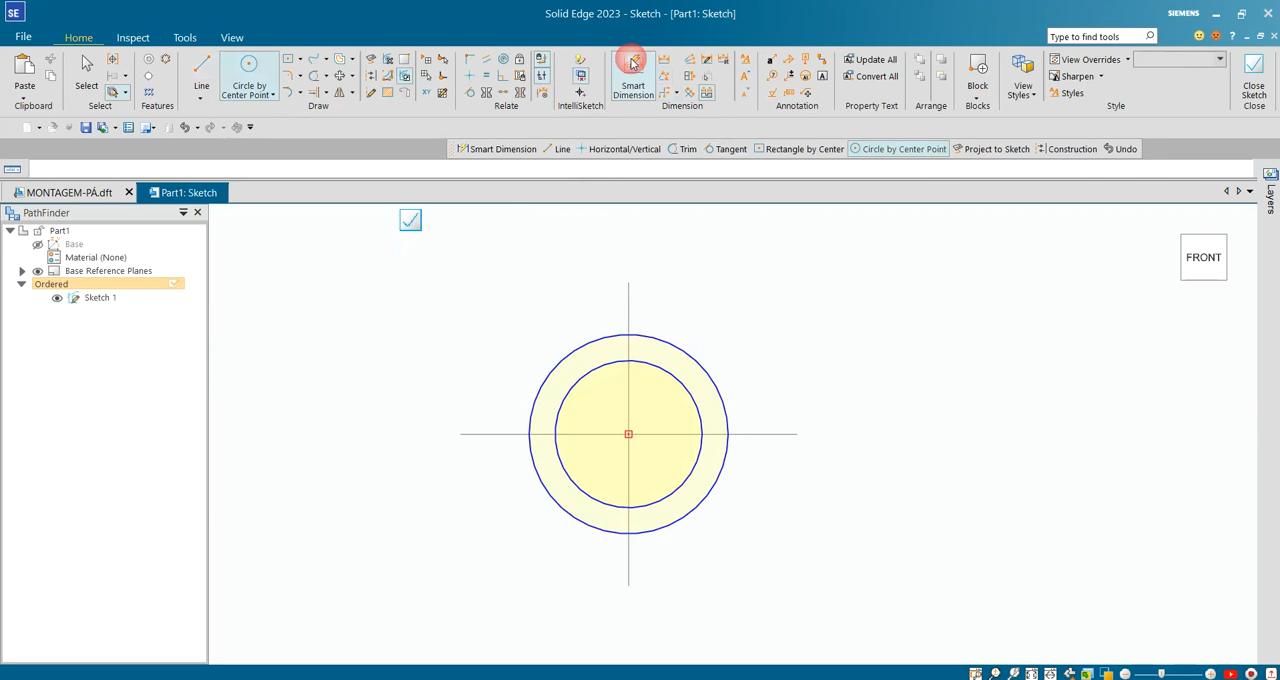 SE
Solid Edge 2023 - Sketch - [Part1: Sketch]
SIEMENS
File
Home
Inspect
Tools
View
Type to find tools
Paste
Clipboard
Select
Select
Features
Line
Circle by
Center Point
Draw
Relate
IntelliSketch
Smart
Dimension
Dimension
Annotation
Update All
Convert All
Property Text
Arrange
Block
Blocks
View
Styles
View Overrides
Sharpen
Styles
Style
Close
Sketch
Close
Smart Dimension
Line
Horizontal/Vertical
Trim
Tangent
Rectangle by Center
Circle by Center Point
Project to Sketch
Construction
Undo
MONTAGEM-PÁ.dft
Part1: Sketch
Layers
PathFinder
Part1
Base
Material (None)
Base Reference Planes
Ordered
Sketch 1
FRONT